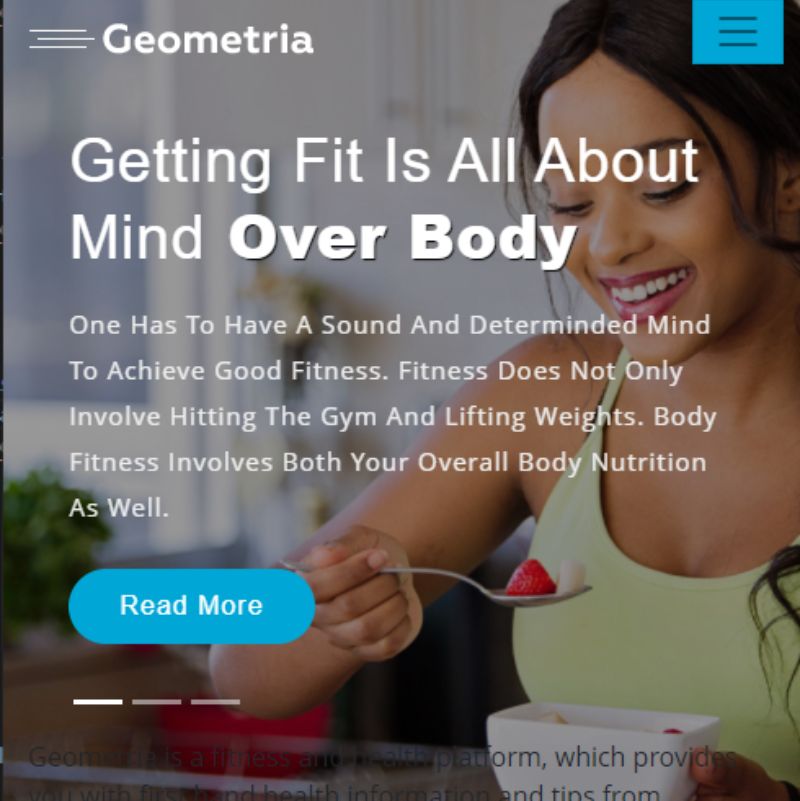 Geometria
Getting Fit Is All About
Mind Over Body
One Has To Have A Sound And Determinded Mind
To Achieve Good Fitness. Fitness Does Not Only
Involve Hitting The Gym And Lifting Weights. Body
Fitness Involves Both Your Overall Body Nutrition
As Well.
Read More
Geometria is a fitness and health platform, which provides
you with first hand health information and tips from